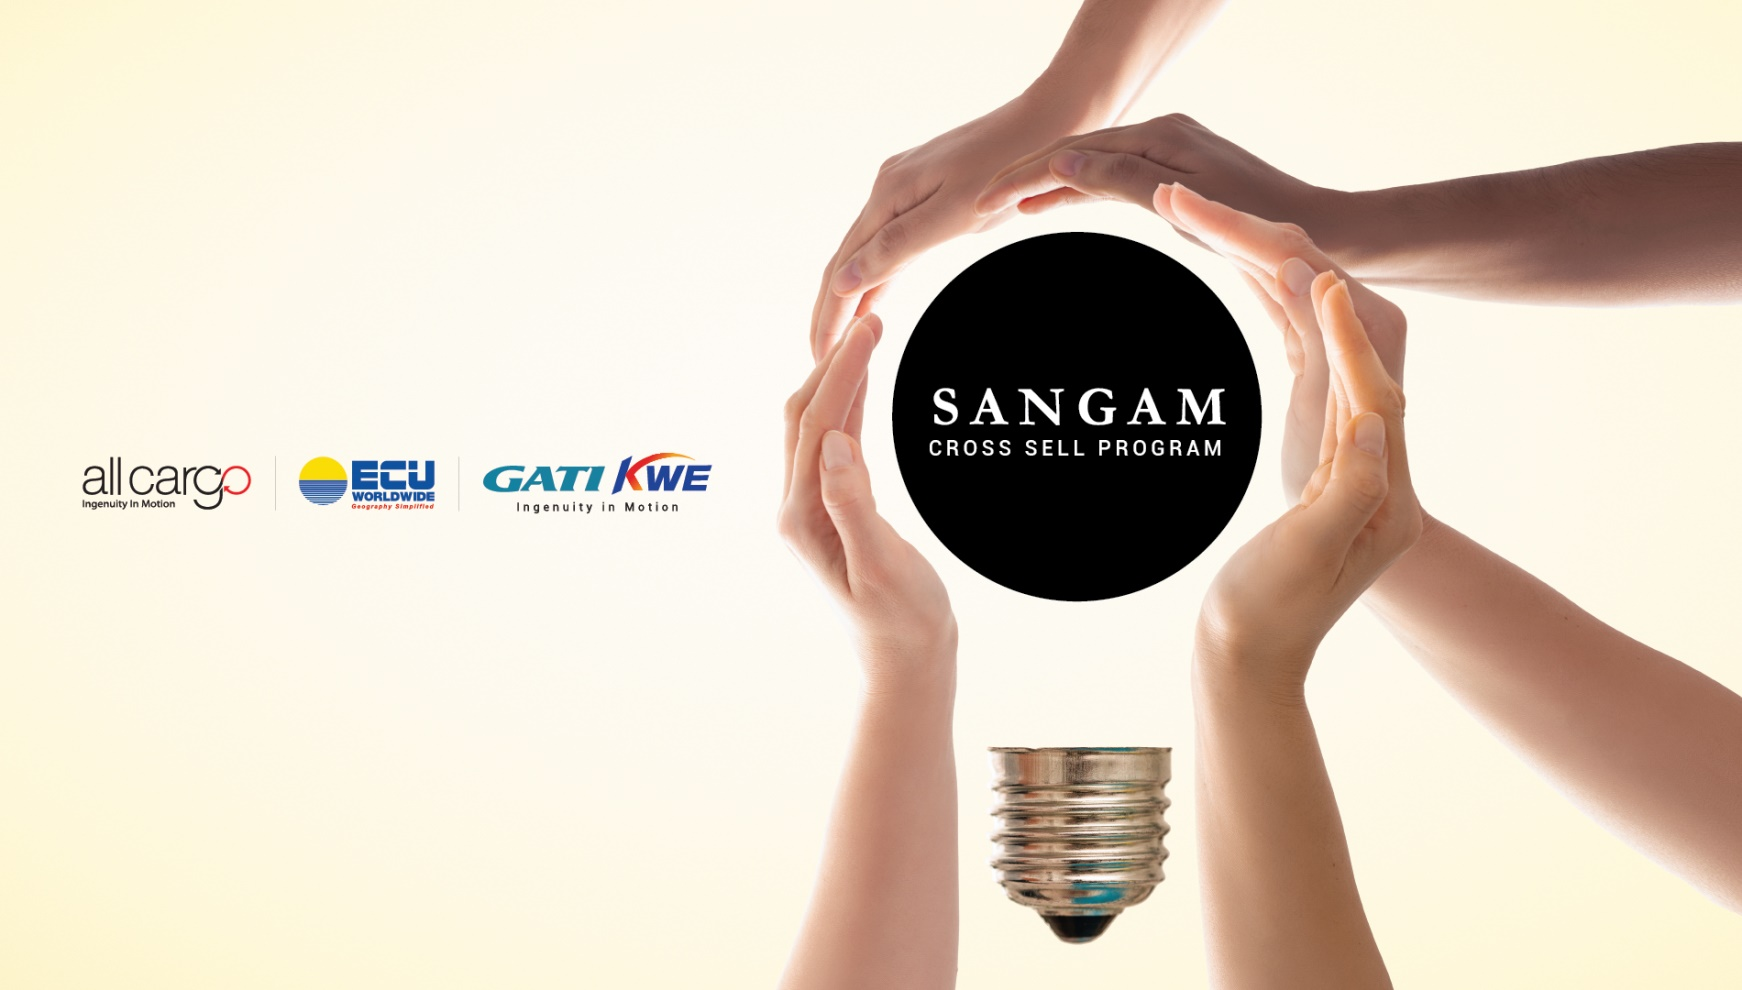 allcargo
Ingenuity In Motion
ECU
WORLDWIDE
Geography Simplified
GATI KWE
Ingenuity in Motion
SANGAM
CROSS SELL PROGRAM